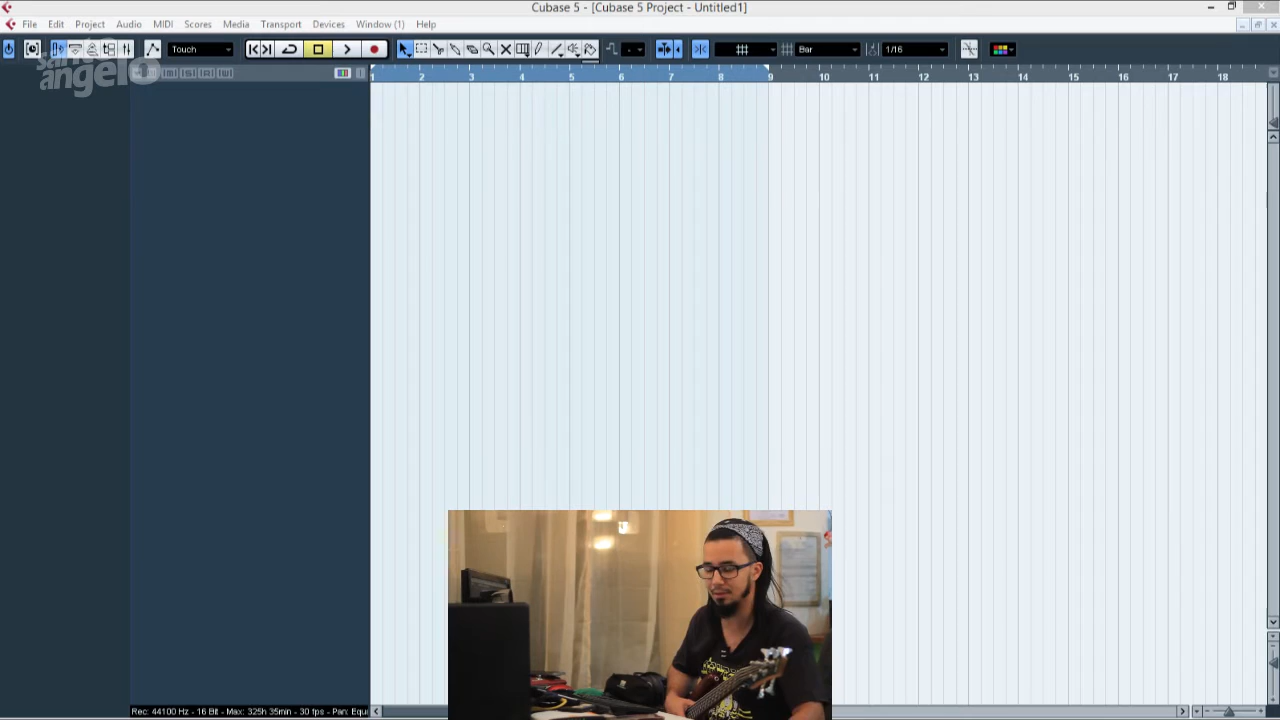 Cubase 5 - [Cubase 5 Project - Untitled1]
File Edit Project Audio MIDI Scores Media Transport Devices Window (1) Help
Touch
Bar
1/16
angelo
1 2 3 4 5 6 7 8 9 10 11 12 13 14 15 16 17 18
Rec: 44100 Hz - 16 Bit - Max: 325h 35min - 30 fps - Pan: Equ